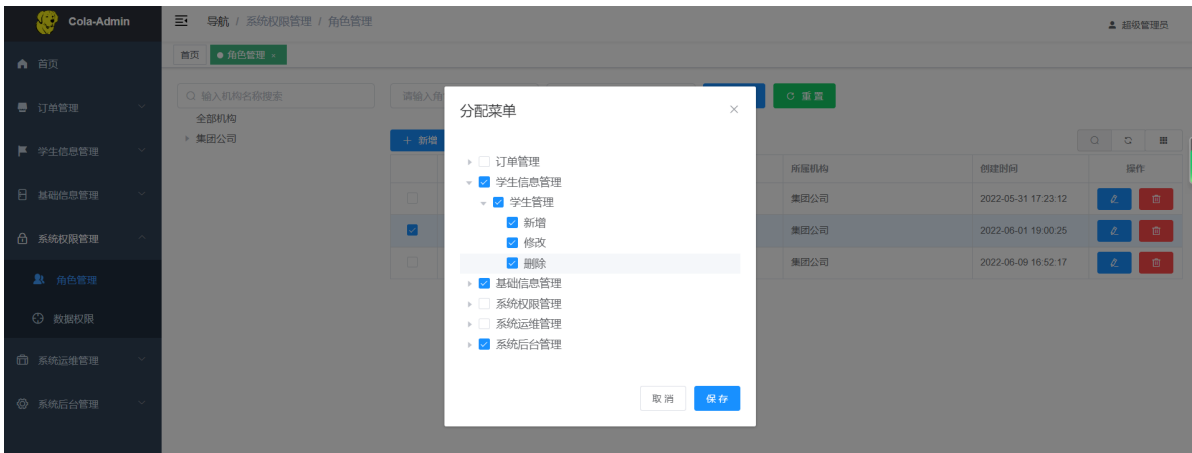 Cola-Admin
导航 / 系统权限管理 / 角色管理
超级管理员
首页
角色管理 ×
首页
订单管理
学生信息管理
基础信息管理
系统权限管理
角色管理
数据权限
系统运维管理
系统后台管理
输入机构名称搜索
全部机构
集团公司
请输入角
重置
+ 新增
所属机构
创建时间
操作
集团公司
2022-05-31 17:23:12
集团公司
2022-06-01 19:00:25
集团公司
2022-06-09 16:52:17
分配菜单
订单管理
学生信息管理
学生管理
新增
修改
删除
基础信息管理
系统权限管理
系统运维管理
系统后台管理
取消
保存